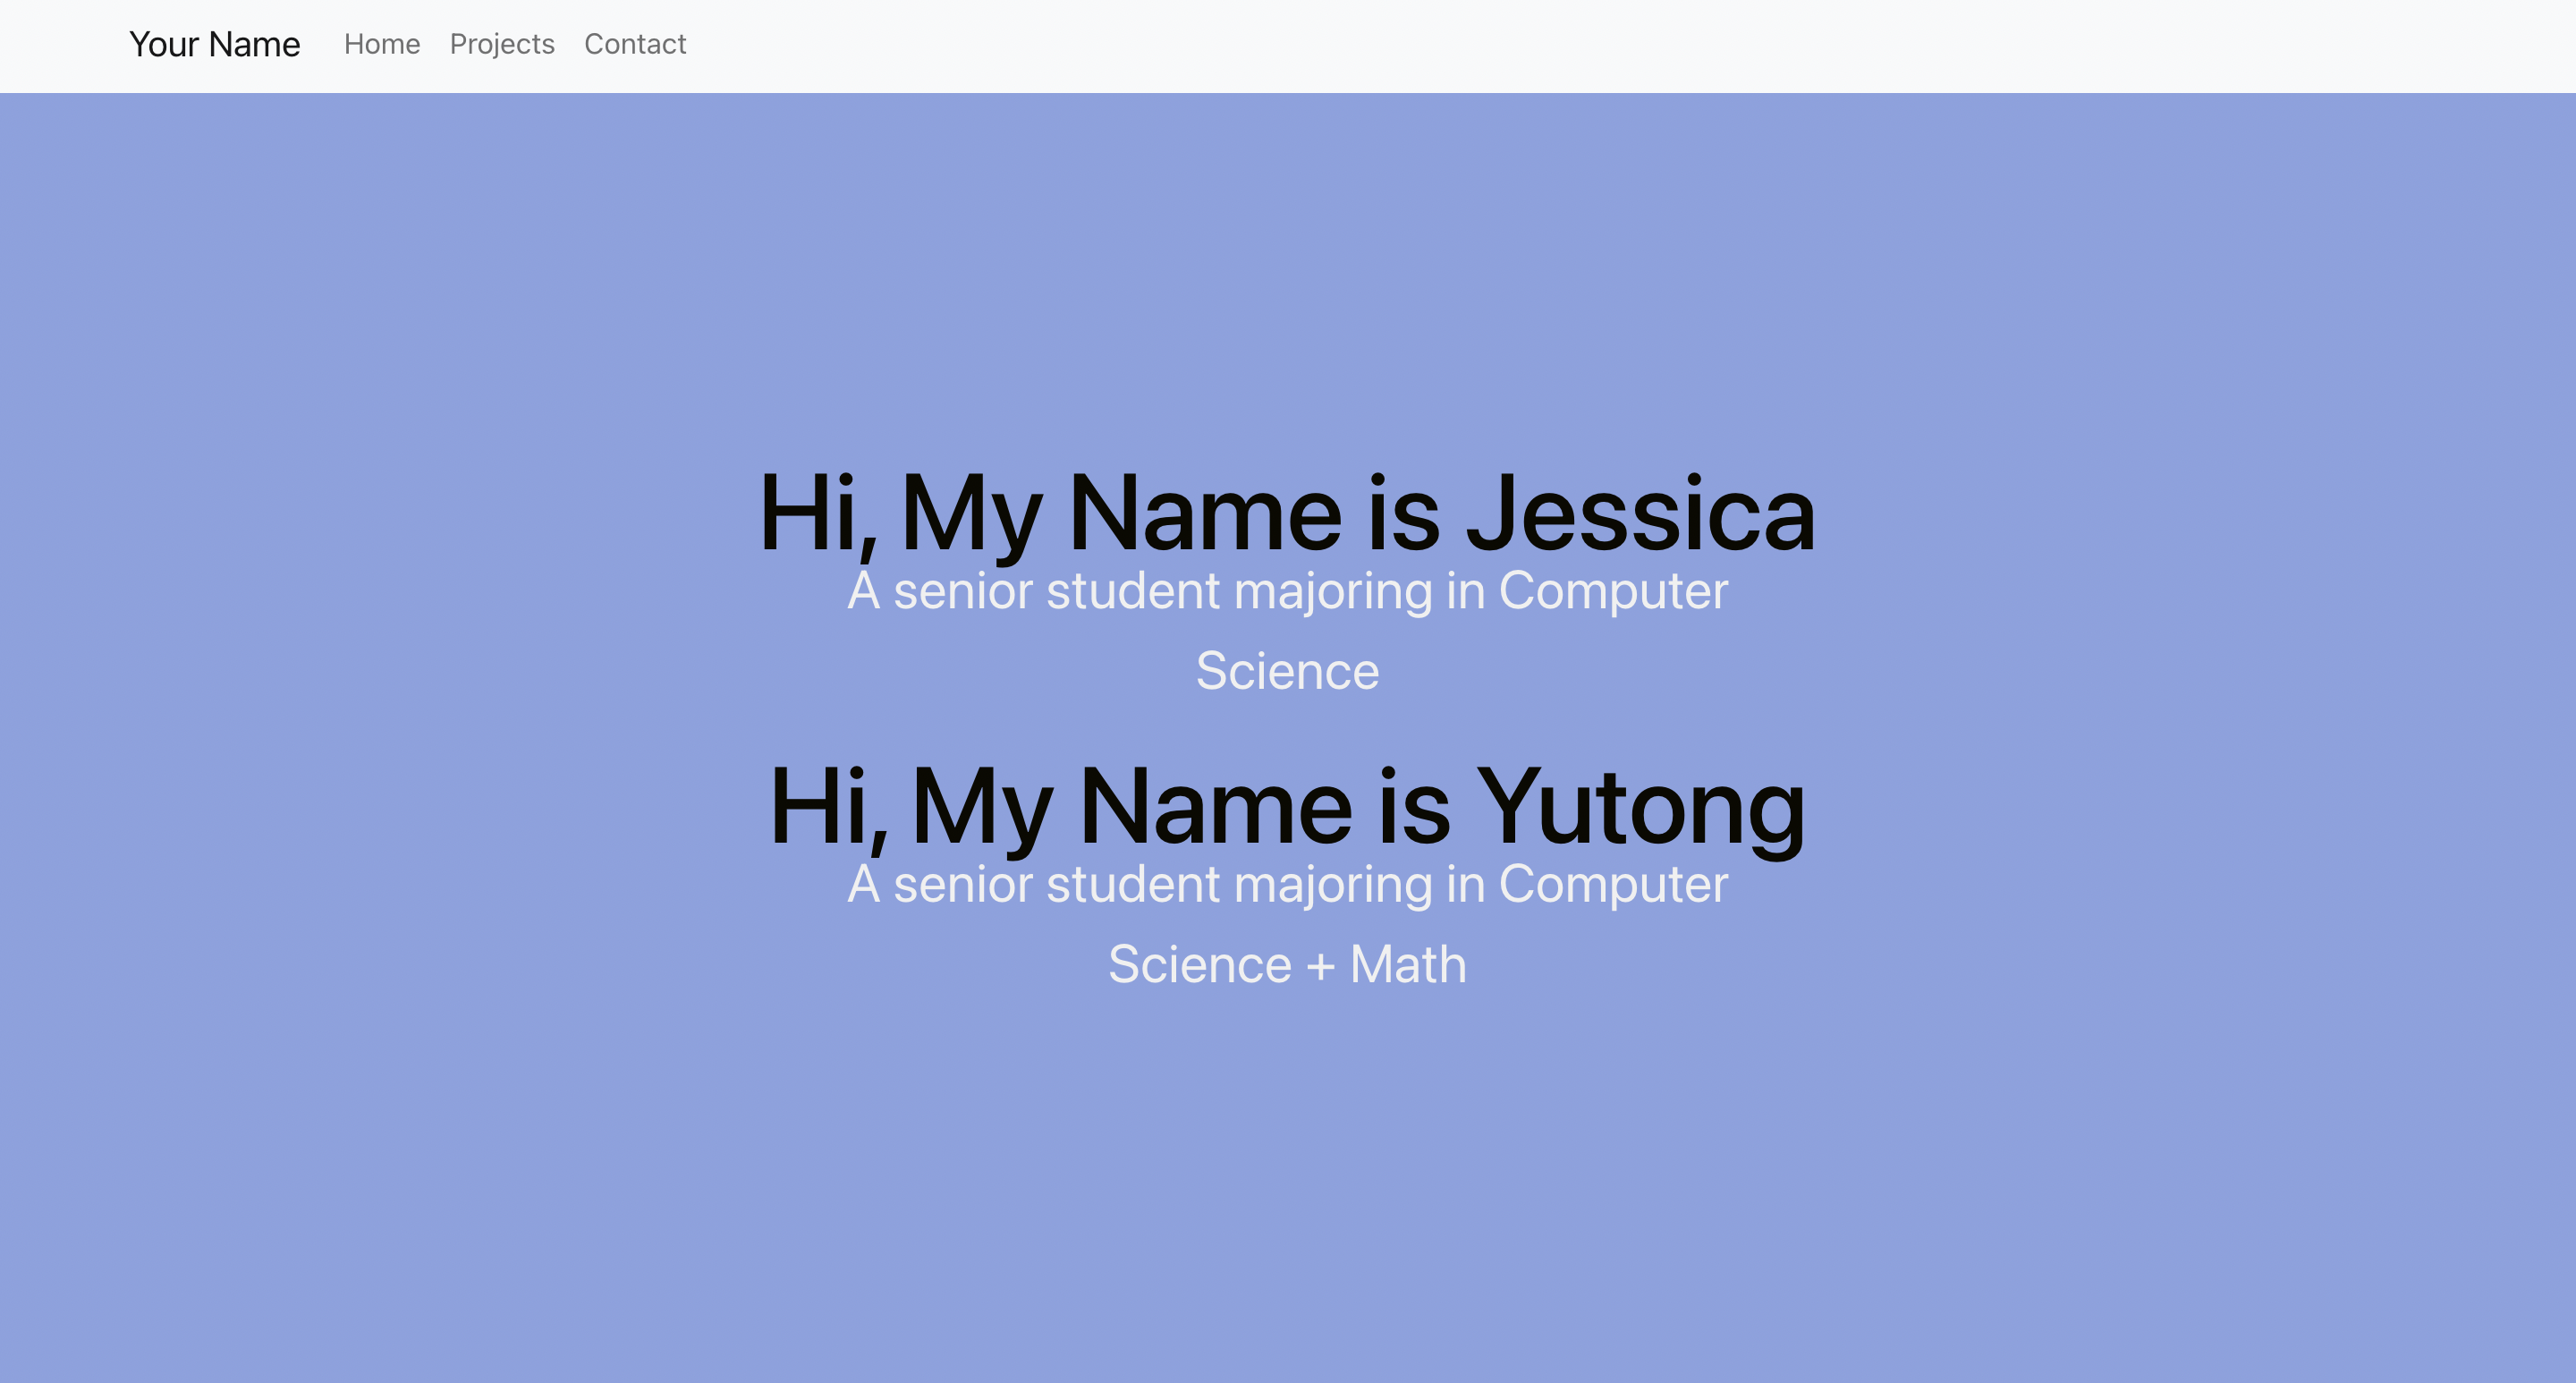 Your Name Home Projects Contact
Hi, My Name is Jessica
A senior student majoring in Computer
Science
Hi, My Name is Yutong
A senior student majoring in Computer
Science + Math